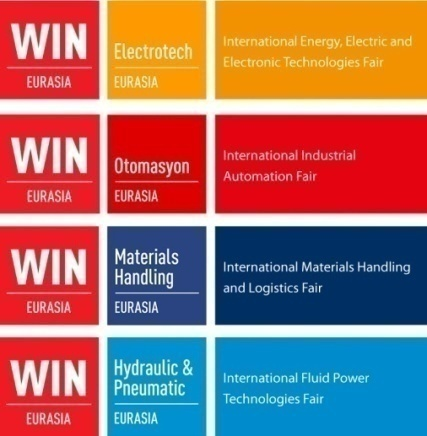 WIN
EURASIA
Electrotech
EURASIA
International Energy, Electric and
Electronic Technologies Fair
WIN
EURASIA
Otomasyon
EURASIA
International Industrial
Automation Fair
WIN
EURASIA
Materials
Handling
EURASIA
International Materials Handling
and Logistics Fair
WIN
EURASIA
Hydraulic &
Pneumatic
EURASIA
International Fluid Power
Technologies Fair